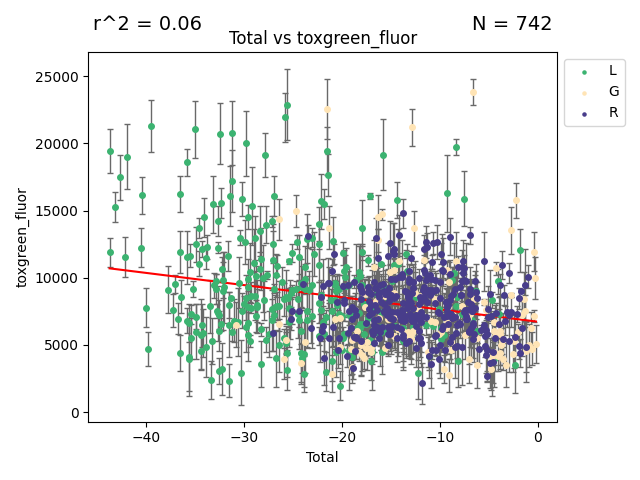 r^2 = 0.06
N = 742
Total vs toxgreen_fluor
25000
20000
15000
10000
5000
0
toxgreen_fluor
−40
−30
−20
−10
0
Total
L
G
R